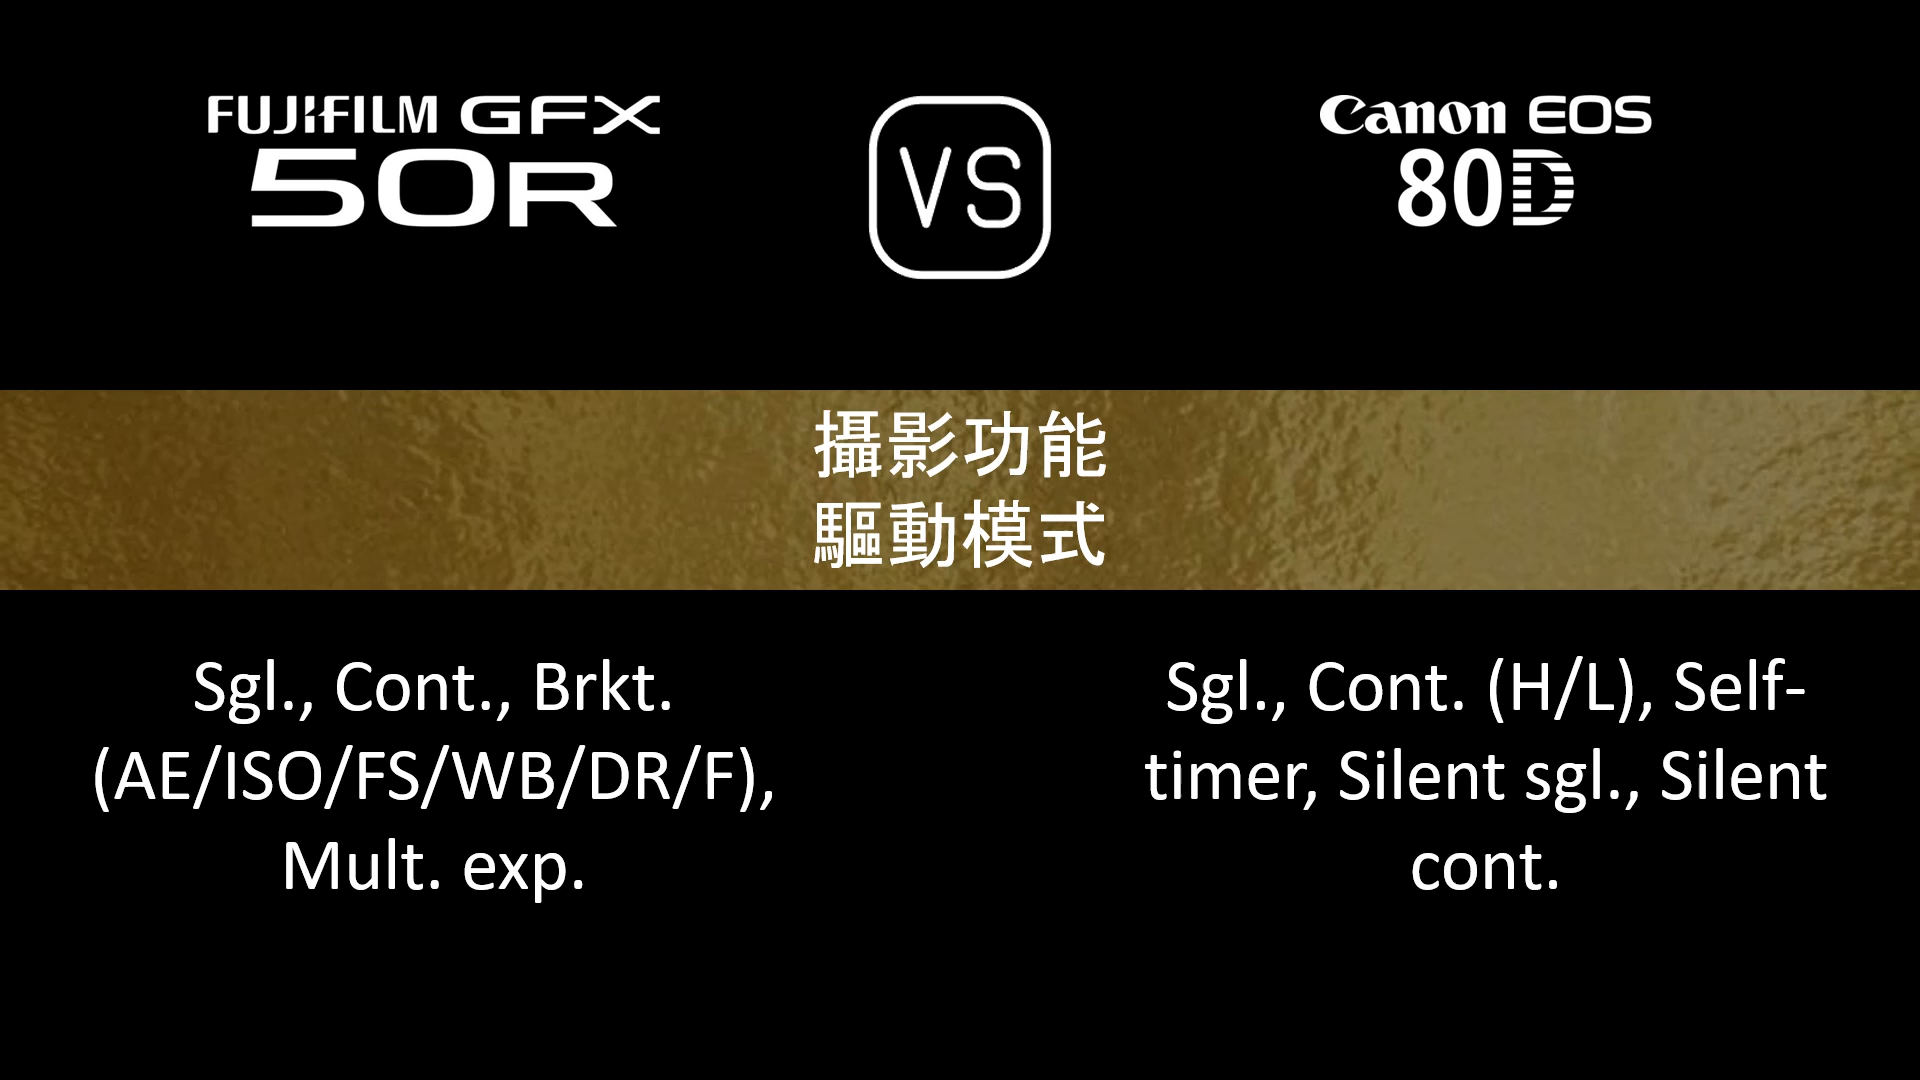 FUJIFILM GFX
50R
VS
Canon EOS
80D
攝影功能
驅動模式
Sgl., Cont., Brkt.
(AE/ISO/FS/WB/DR/F),
Mult. exp.
Sgl., Cont. (H/L), Self-
timer, Silent sgl., Silent
cont.